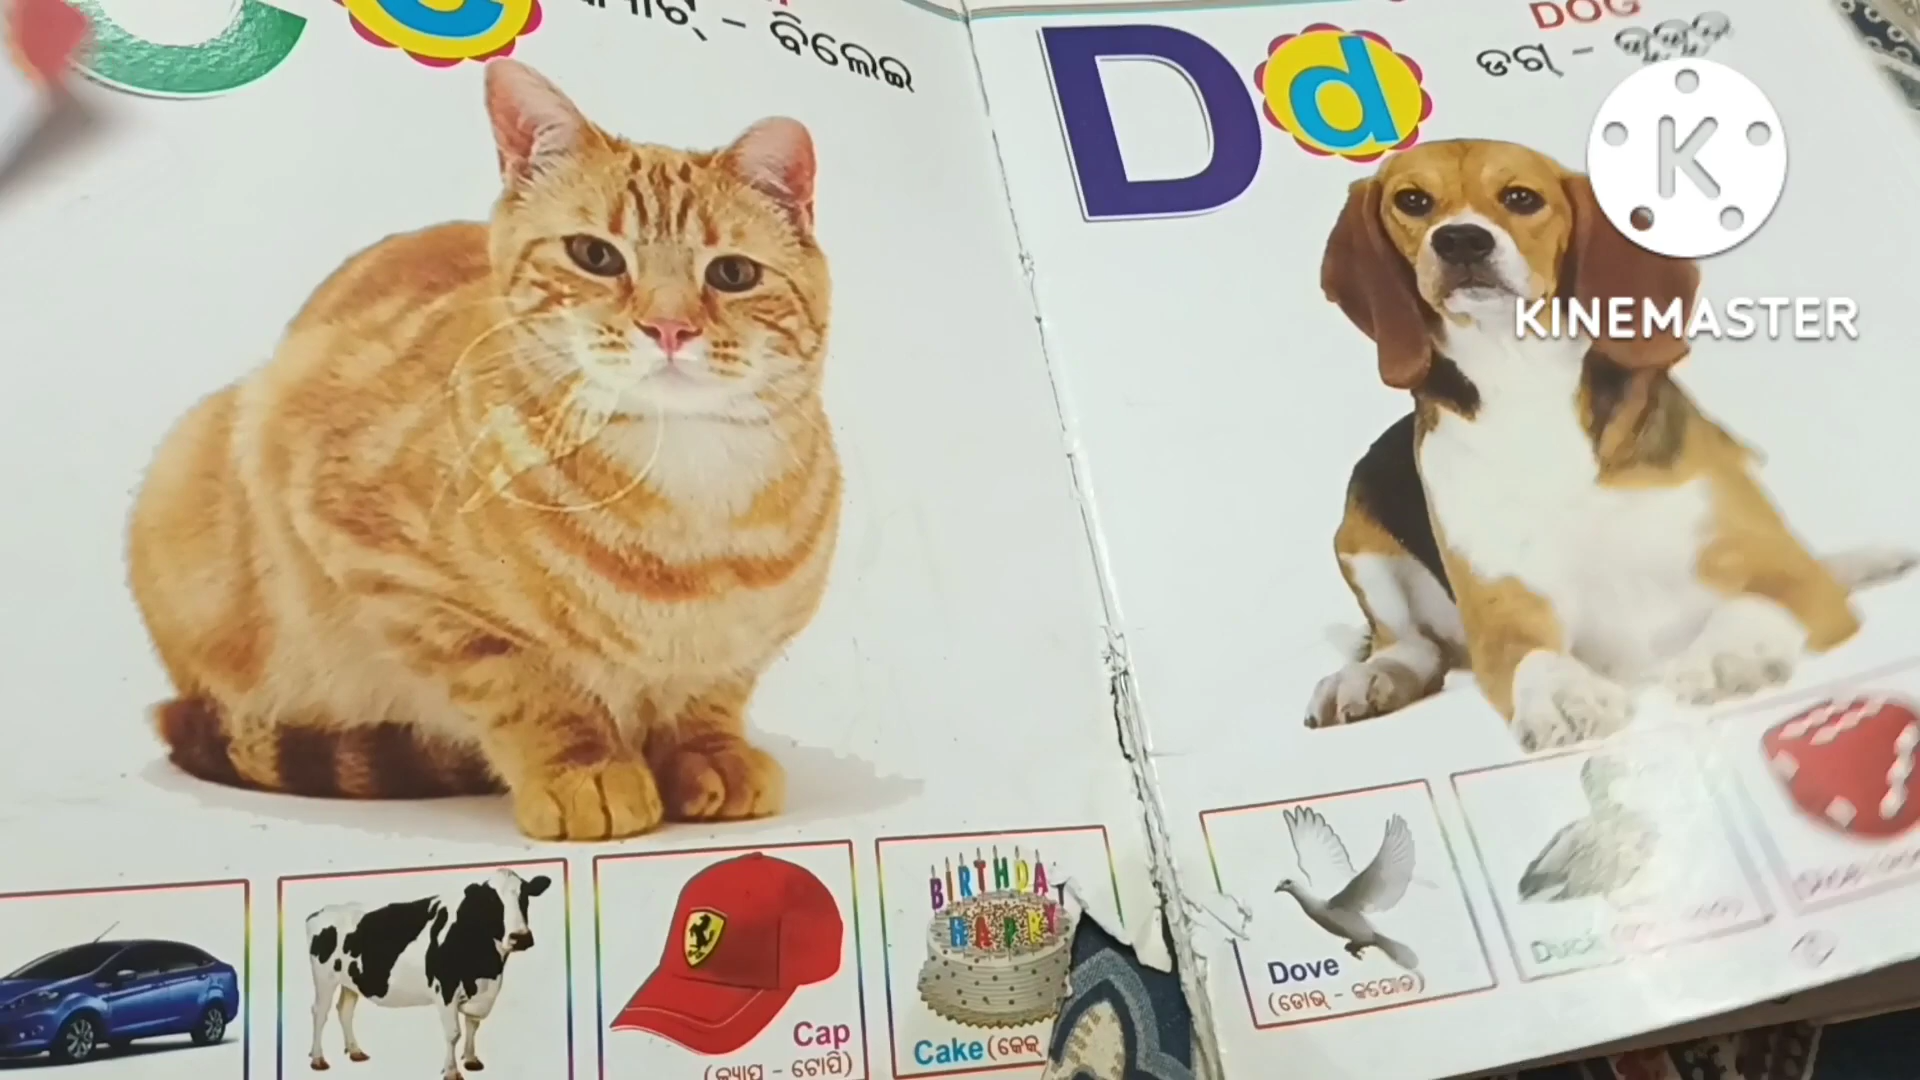 C c
କ୍ୟାଟ୍ - ବିଲେଇ
Cap
(କ୍ୟାପ - ଟୋପି)
BIRTHDAY
HAPPY
Cake (କେକ୍
D d
DOG
ଡଗ୍ - କୁକୁର
KINEMASTER
Dove
(ଡୋଭ୍ - କପୋତ)
Duck